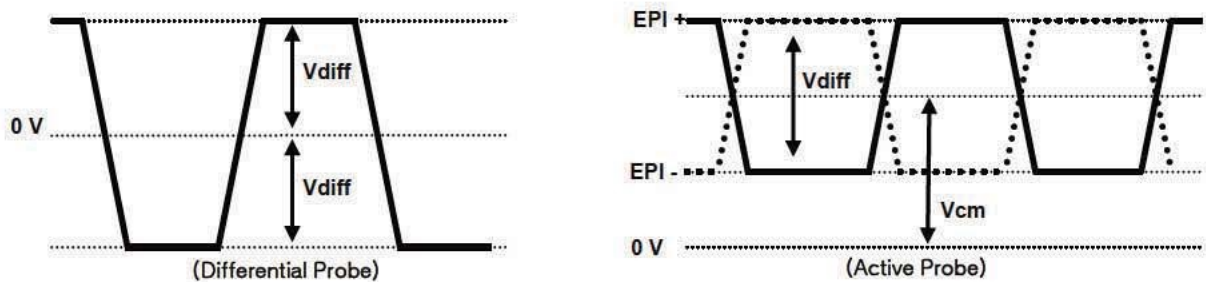 Vdiff
0 V
Vdiff
(Differential Probe)
EPI +
Vdiff
EPI -
Vcm
0 V
(Active Probe)